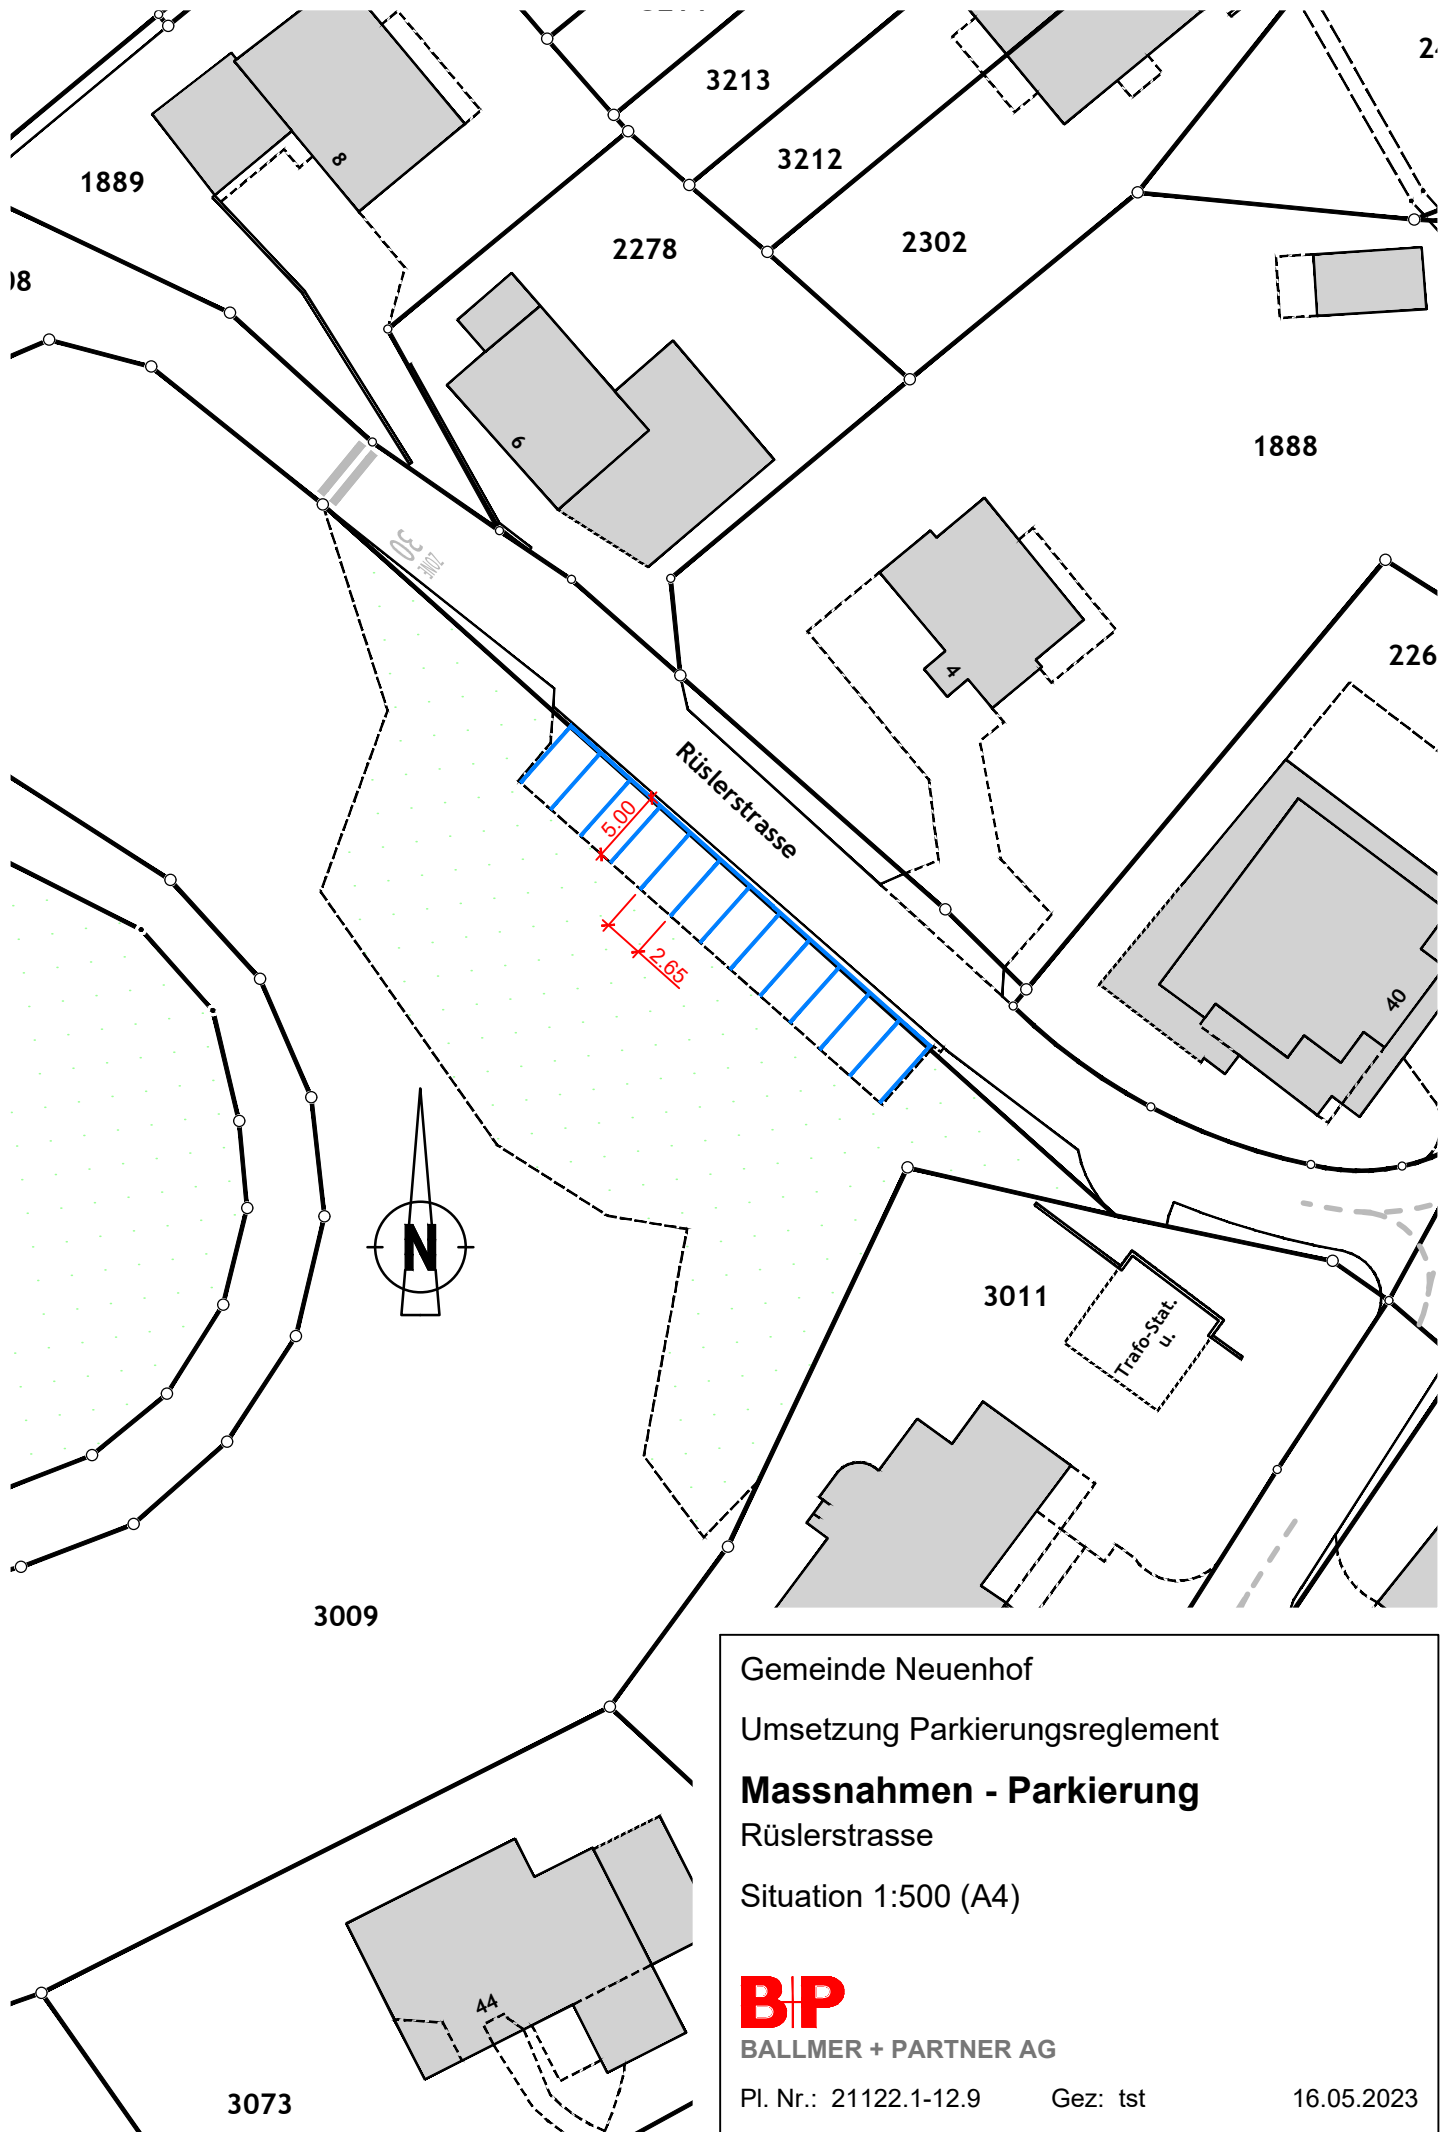 3213
3212
1889
8
2278
2302
08
6
1888
ZONE
30
4
226
Rüslerstrasse
5.00
2.65
40
N
3011
Trafo-Stat.
u.
3009
44
3073
Gemeinde Neuenhof
Umsetzung Parkierungsreglement
Massnahmen - Parkierung
Rüslerstrasse
Situation 1:500 (A4)
B+P
BALLMER + PARTNER AG
Pl. Nr.: 21122.1-12.9 Gez: tst 16.05.2023